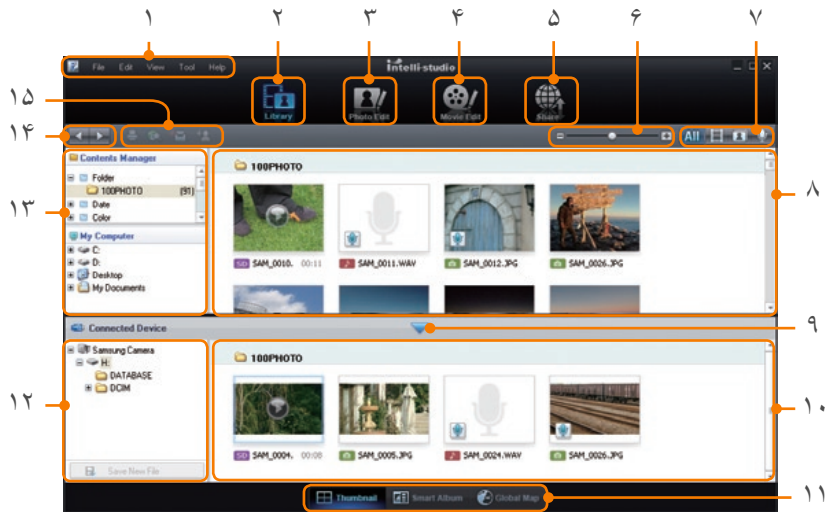 ۱ ۲ ۳ ۴ ۵ ۶ ۷
File Edit View Tool Help
intelli-studio
Library Photo Edit Movie Edit Share
۱۵
۱۴
All
Contents Manager
Folder
100PHOTO (91)
Date
Color
۱۳
My Computer
C:
D:
Desktop
My Documents
100PHOTO
۸
SD SAM_0010. 00:11 SAM_0011.WAV SAM_0012.JPG SAM_0026.JPG
Connected Device
۹
Samsung Camera
H:
DATABASE
DCIM
۱۲
Save New File
100PHOTO
۱۰
SD SAM_0004. 00:08 SAM_0005.JPG SAM_0024.WAV SAM_0026.JPG
Thumbnail Smart Album Global Map
۱۱